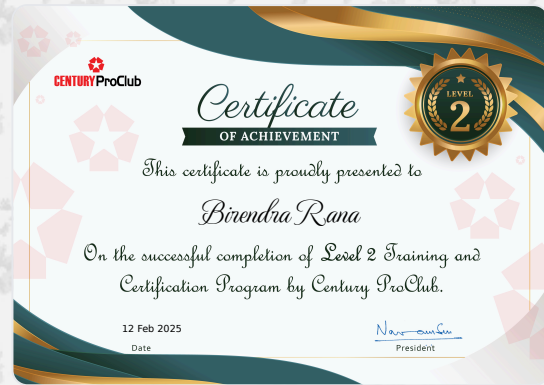 CENTURY ProClub
Certificate
OF ACHIEVEMENT
LEVEL
2
This certificate is proudly presented to
Birendra Rana
On the successful completion of Level 2 Training and
Certification Program by Century ProClub.
12 Feb 2025
Date
President